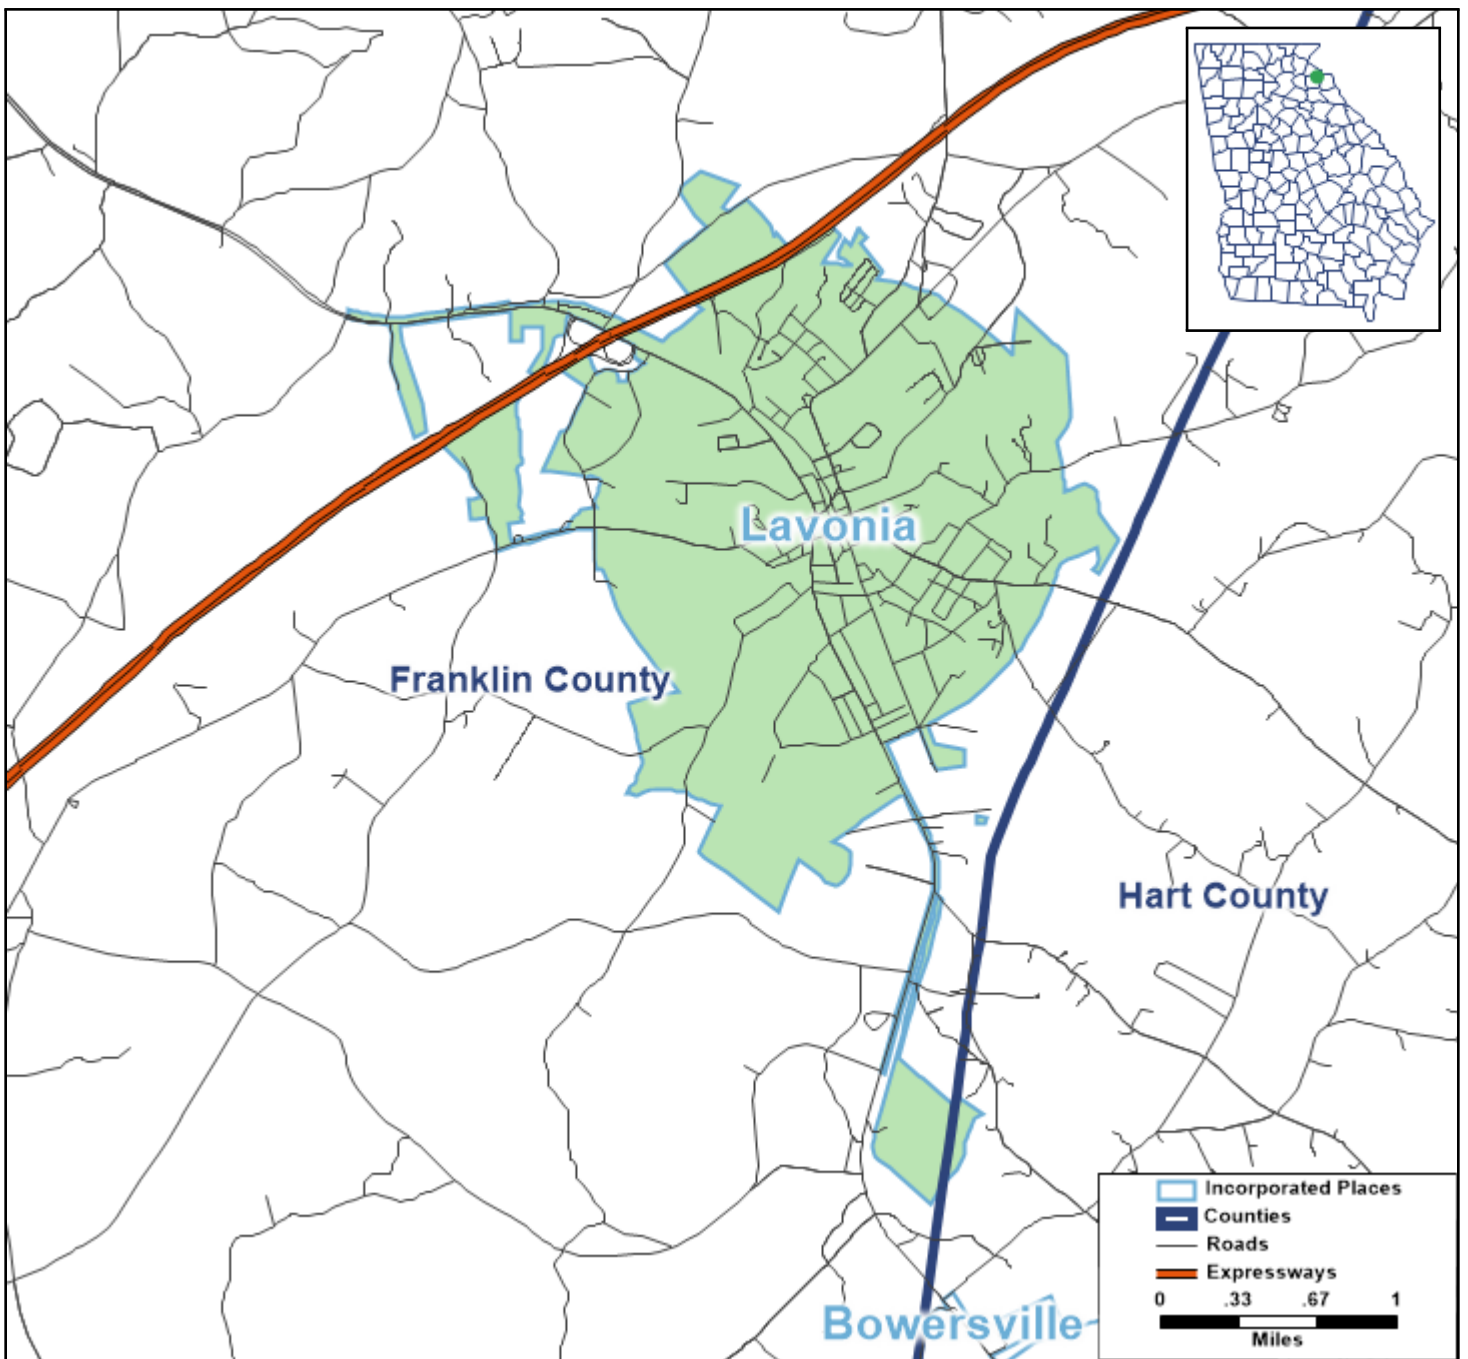 Lavonia
Franklin County
Hart County
Bowersville
Incorporated Places
Counties
Roads
Expressways
0 .33 .67 1
Miles